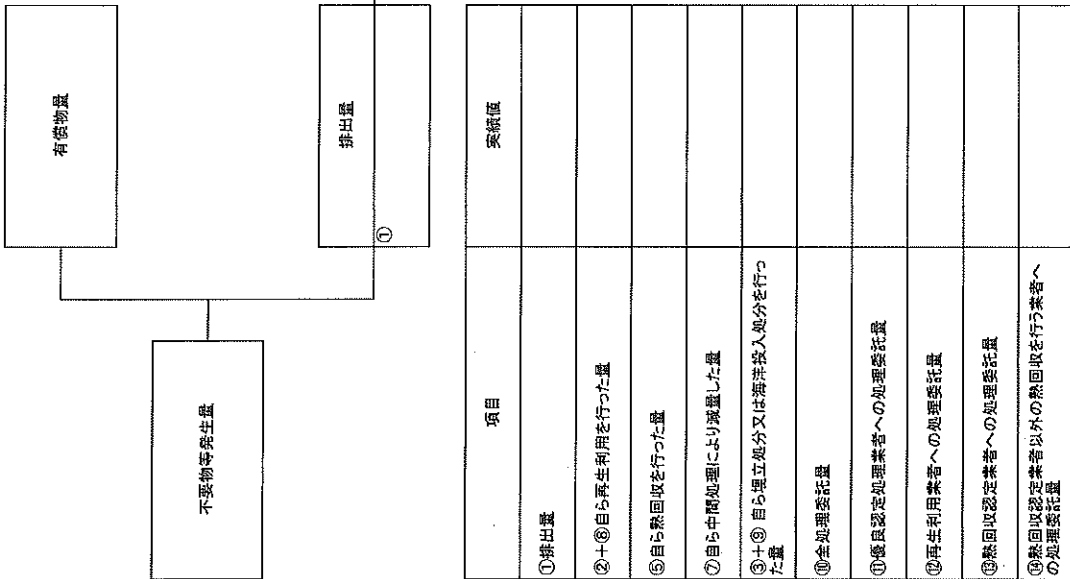 有償物量
不要物等発生量
排出量
①
項目
実績値
①排出量
②＋⑧自ら再生利用を行った量
⑤自ら熱回収を行った量
⑦自ら中間処理により減量した量
③＋⑨ 自ら埋立処分又は海洋投入処分を行っ
た量
⑩全処理委託量
⑪優良認定処理業者への処理委託量
⑫再生利用業者への処理委託量
⑬熱回収認定業者への処理委託量
⑭熱回収認定業者以外の熱回収を行う業者へ
の処理委託量